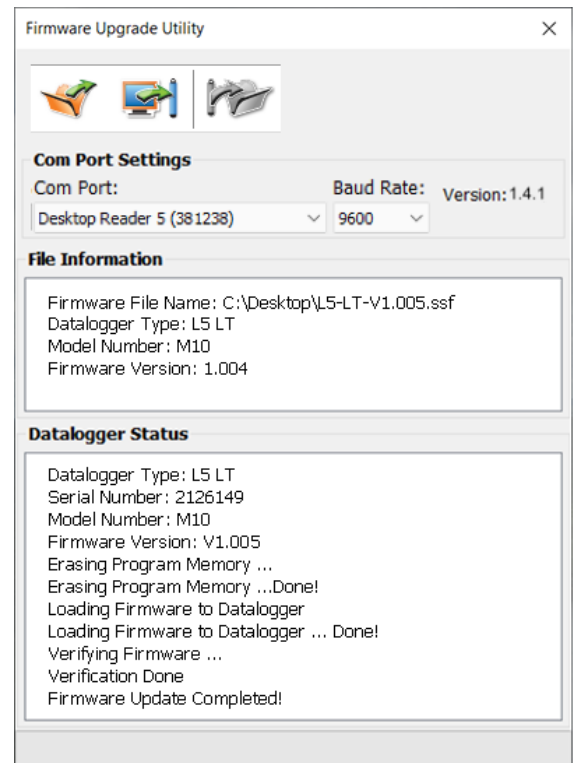 Firmware Upgrade Utility
Com Port Settings
Com Port:
Baud Rate:
Version: 1.4.1
Desktop Reader 5 (381238)
9600
File Information
Firmware File Name: C:\Desktop\L5-LT-V1.005.ssf
Datalogger Type: L5 LT
Model Number: M10
Firmware Version: 1.004
Datalogger Status
Datalogger Type: L5 LT
Serial Number: 2126149
Model Number: M10
Firmware Version: V1.005
Erasing Program Memory ...
Erasing Program Memory ...Done!
Loading Firmware to Datalogger
Loading Firmware to Datalogger ... Done!
Verifying Firmware ...
Verification Done
Firmware Update Completed!